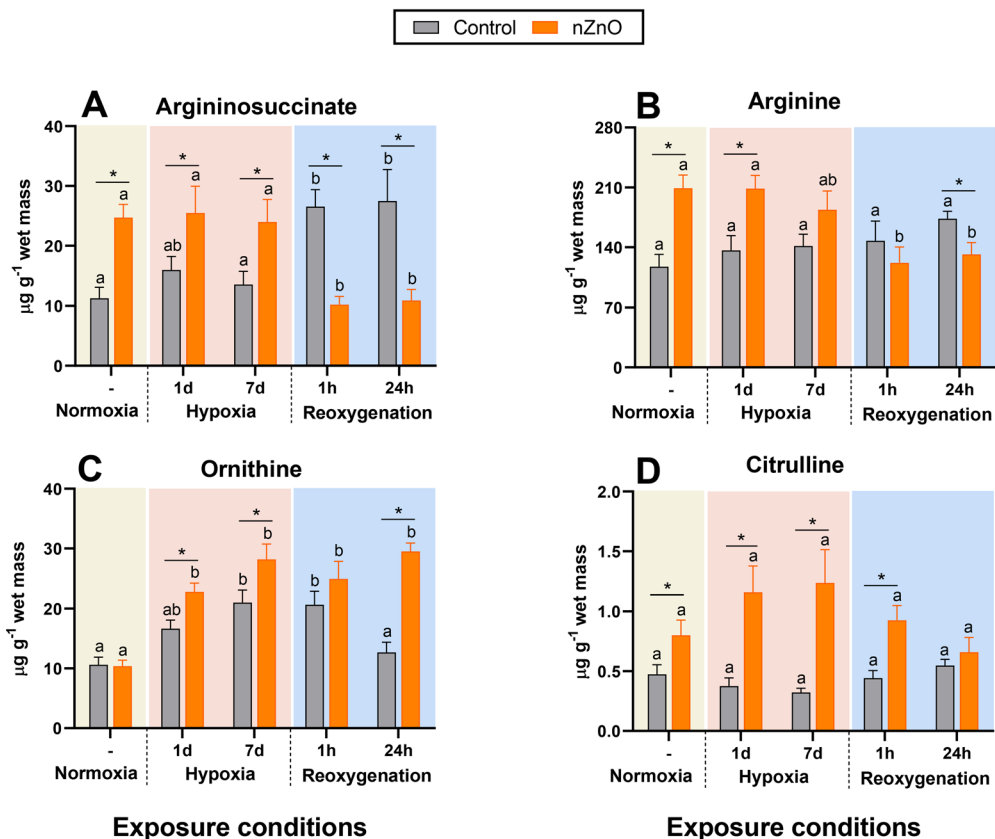 Control nZnO
A
Argininosuccinate
μg g⁻¹ wet mass
40
30
20
10
0
* * * * *
a a ab a a a b b b b
- 1d 7d 1h 24h
Normoxia Hypoxia Reoxygenation
B
Arginine
μg g⁻¹ wet mass
280
210
140
70
0
* * *
a a a a a ab a b a b
- 1d 7d 1h 24h
Normoxia Hypoxia Reoxygenation
C
Ornithine
μg g⁻¹ wet mass
40
30
20
10
0
* * *
a a ab b b b b b a b
- 1d 7d 1h 24h
Normoxia Hypoxia Reoxygenation
D
Citrulline
μg g⁻¹ wet mass
2.0
1.5
1.0
0.5
0.0
* * * *
a a a a a a a a a a
- 1d 7d 1h 24h
Normoxia Hypoxia Reoxygenation
Exposure conditions Exposure conditions